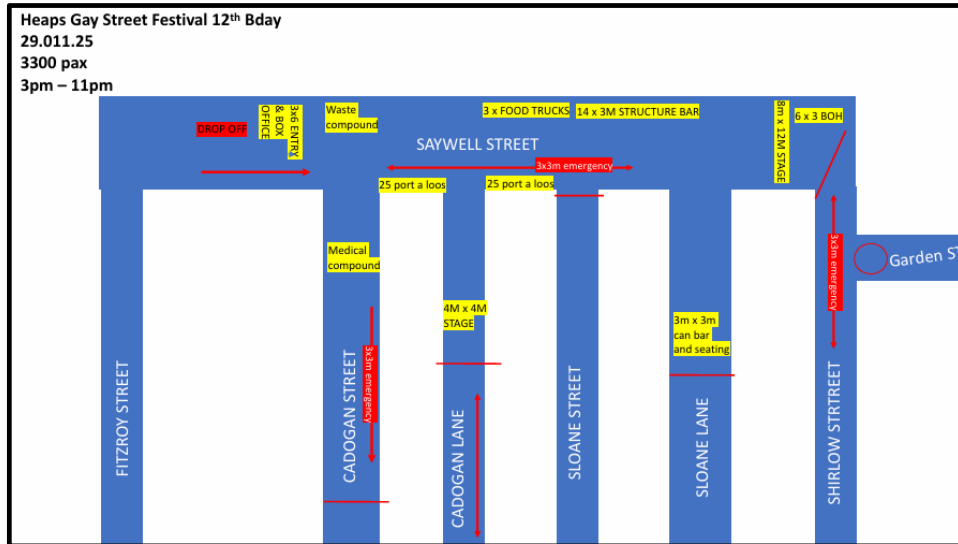 Heaps Gay Street Festival 12th Bday
29.011.25
3300 pax
3pm – 11pm
DROP OFF
3x6 ENTRY
& BOX
OFFICE
Waste
compound
3 x FOOD TRUCKS
14 x 3M STRUCTURE BAR
8m x 12M STAGE
6 x 3 BOH
SAYWELL STREET
3x3m emergency
25 port a loos
25 port a loos
Medical
compound
3x3m emergency
Garden ST
4M x 4M
STAGE
3m x 3m
can bar
and seating
3x3m emergency
FITZROY STREET
CADOGAN STREET
CADOGAN LANE
SLOANE STREET
SLOANE LANE
SHIRLOW STRTREET